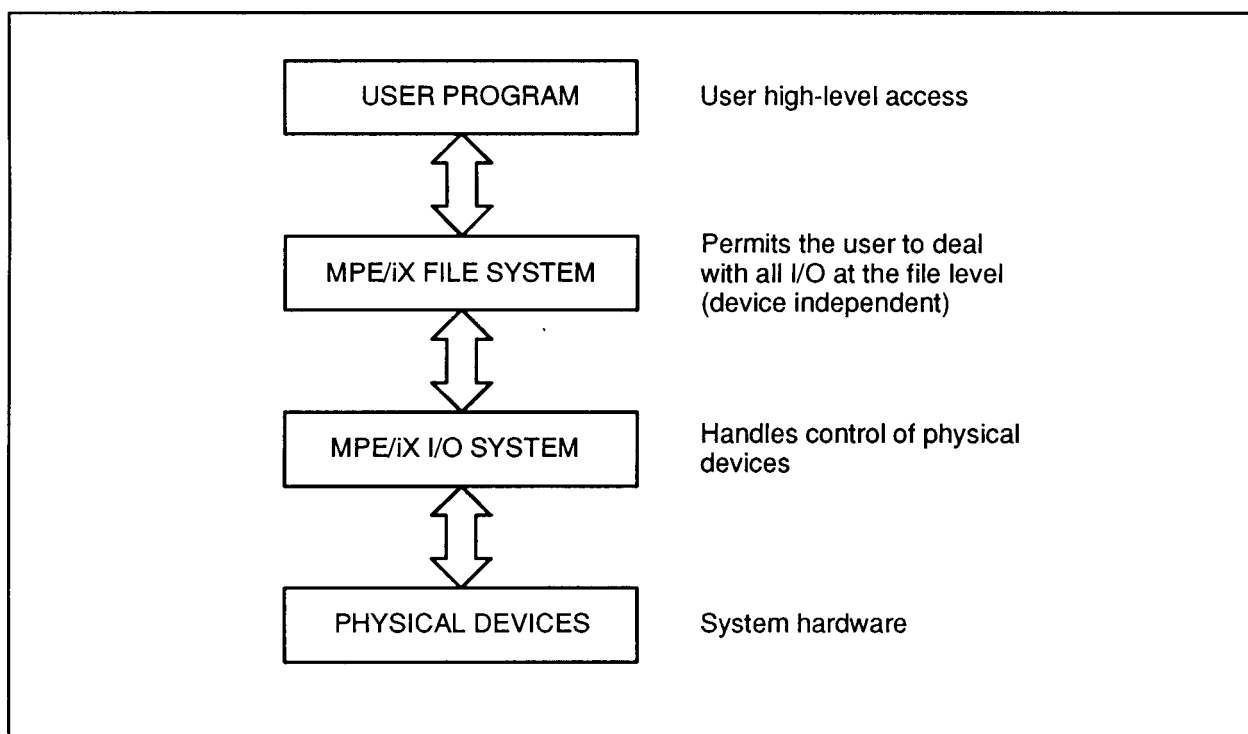 USER PROGRAM
User high-level access
MPE/iX FILE SYSTEM
Permits the user to deal
with all I/O at the file level
(device independent)
MPE/iX I/O SYSTEM
Handles control of physical
devices
PHYSICAL DEVICES
System hardware